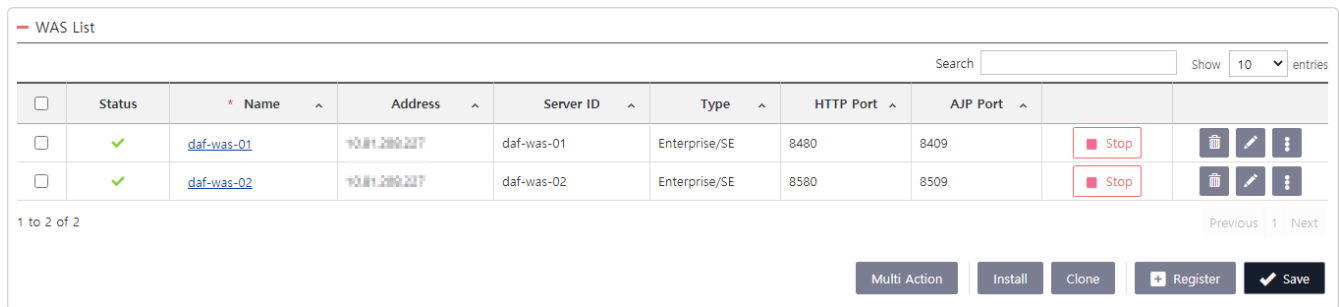 WAS List
Search Show 10 entries
Status * Name Address Server ID Type HTTP Port AJP Port
daf-was-01 daf-was-01 Enterprise/SE 8480 8409 Stop
daf-was-02 daf-was-02 Enterprise/SE 8580 8509 Stop
1 to 2 of 2
Previous 1 Next
Multi Action Install Clone Register Save